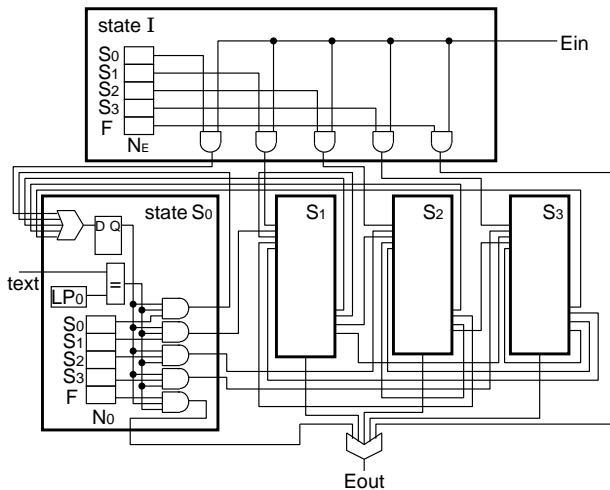 state I
Ein
S0
S1
S2
S3
F
NE
state S0
S1
S2
S3
D Q
text
=
LP0
S0
S1
S2
S3
F
N0
Eout